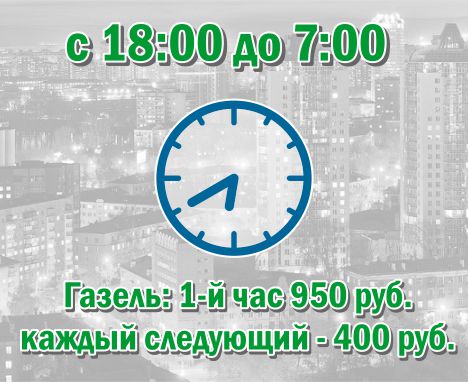 с 18:00 до 7:00
Газель: 1-й час 950 руб.
каждый следующий - 400 руб.